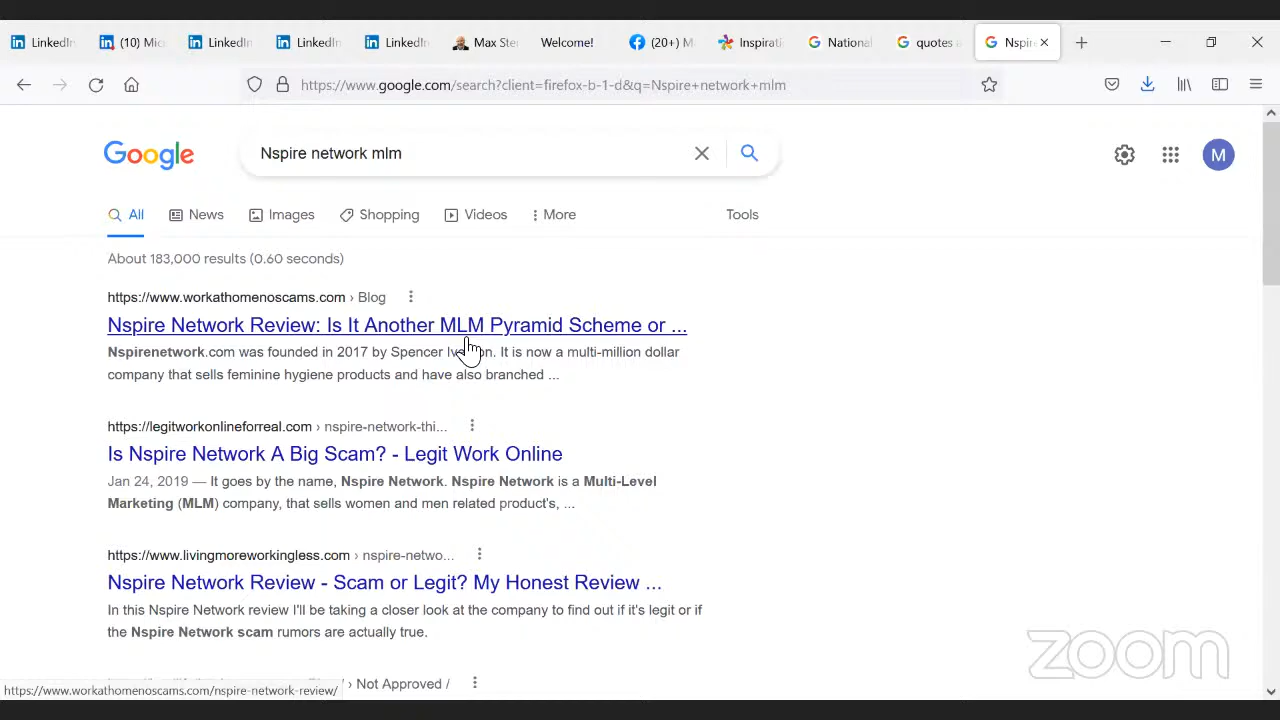 LinkedIn
(10) Mic
LinkedIn
LinkedIn
LinkedIn
Max Ste
Welcome!
(20+) M
Inspirati
National
quotes a
Nspire
https://www.google.com/search?client=firefox-b-1-d&q=Nspire+network+mlm
Google
Nspire network mlm
M
All
News
Images
Shopping
Videos
More
Tools
About 183,000 results (0.60 seconds)
https://www.workathomenoscams.com › Blog
Nspire Network Review: Is It Another MLM Pyramid Scheme or ...
Nspirenetwork.com was founded in 2017 by Spencer. It is now a multi-million dollar
company that sells feminine hygiene products and have also branched ...
https://legitworkonlineforreal.com › nspire-network-thi...
Is Nspire Network A Big Scam? - Legit Work Online
Jan 24, 2019 — It goes by the name, Nspire Network. Nspire Network is a Multi-Level
Marketing (MLM) company, that sells women and men related product's, ...
https://www.livingmoreworkingless.com › nspire-netwo...
Nspire Network Review - Scam or Legit? My Honest Review ...
In this Nspire Network review I'll be taking a closer look at the company to find out if it's legit or if
the Nspire Network scam rumors are actually true.
› Not Approved /
https://www.workathomenoscams.com/nspire-network-review/
zoom